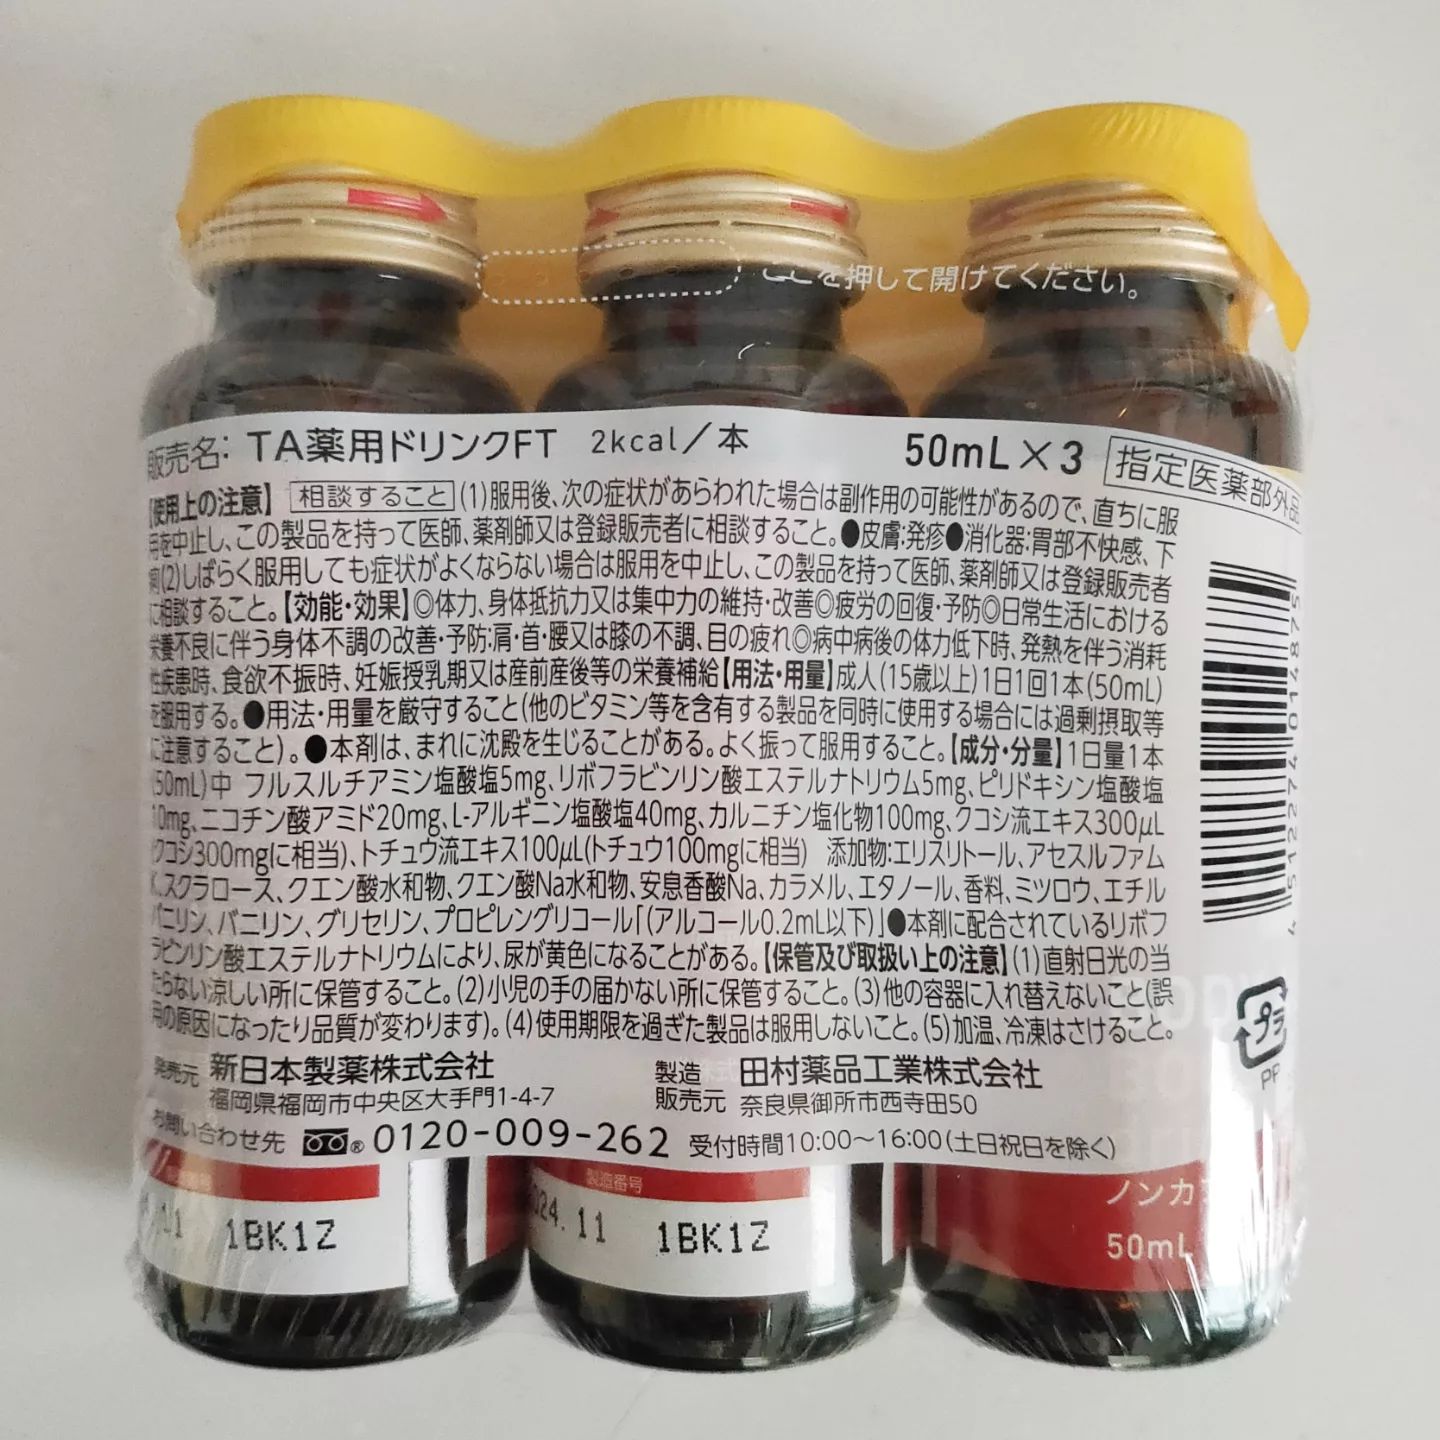 ここを押して開けてください。
販売名: TA薬用ドリンクFT 2kcal/本 50mL×3 指定医薬部外品
【使用上の注意】 相談すること (1)服用後、次の症状があらわれた場合は副作用の可能性があるので、直ちに服
用を中止し、この製品を持って医師、薬剤師又は登録販売者に相談すること。●皮膚:発疹●消化器:胃部不快感、下
痢(2)しばらく服用しても症状がよくならない場合は服用を中止し、この製品を持って医師、薬剤師又は登録販売者
に相談すること。【効能・効果】◎体力、身体抵抗力又は集中力の維持・改善◎疲労の回復・予防◎日常生活における
栄養不良に伴う身体不調の改善・予防:肩・首・腰又は膝の不調、目の疲れ◎病中病後の体力低下時、発熱を伴う消耗
性疾患時、食欲不振時、妊娠授乳期又は産前産後等の栄養補給【用法・用量】成人(15歳以上)1日1回1本(50mL)
を服用する。●用法・用量を厳守すること(他のビタミン等を含有する製品を同時に使用する場合には過剰摂取等
に注意すること)。●本剤は、まれに沈殿を生じることがある。よく振って服用すること。【成分・分量】1日量1本
(50mL)中 フルスルチアミン塩酸塩5mg、リボフラビンリン酸エステルナトリウム5mg、ピリドキシン塩酸塩
10mg、ニコチン酸アミド20mg、L-アルギニン塩酸塩40mg、カルニチン塩化物100mg、クコシ流エキス300μL
(クコシ300mgに相当)、トチュウ流エキス100μL(トチュウ100mgに相当) 添加物:エリスリトール、アセスルファム
K、スクラロース、クエン酸水和物、クエン酸Na水和物、安息香酸Na、カラメル、エタノール、香料、ミツロウ、エチル
バニリン、バニリン、グリセリン、プロピレングリコール「(アルコール0.2mL以下)」●本剤に配合されているリボフ
ラビンリン酸エステルナトリウムにより、尿が黄色になることがある。【保管及び取扱い上の注意】(1)直射日光の当
たらない涼しい所に保管すること。(2)小児の手の届かない所に保管すること。(3)他の容器に入れ替えないこと(誤
用の原因になったり品質が変わります)。(4)使用期限を過ぎた製品は服用しないこと。(5)加温、冷凍はさけること。
発売元 新日本製薬株式会社
福岡県福岡市中央区大手門1-4-7
製造
販売元 田村薬品工業株式会社
奈良県御所市西寺田50
お問い合わせ先 0120-009-262 受付時間10:00～16:00(土日祝日を除く)
プラ
PP
1BK1Z
製造番号
024.11 1BK1Z
ノンカ
50mL